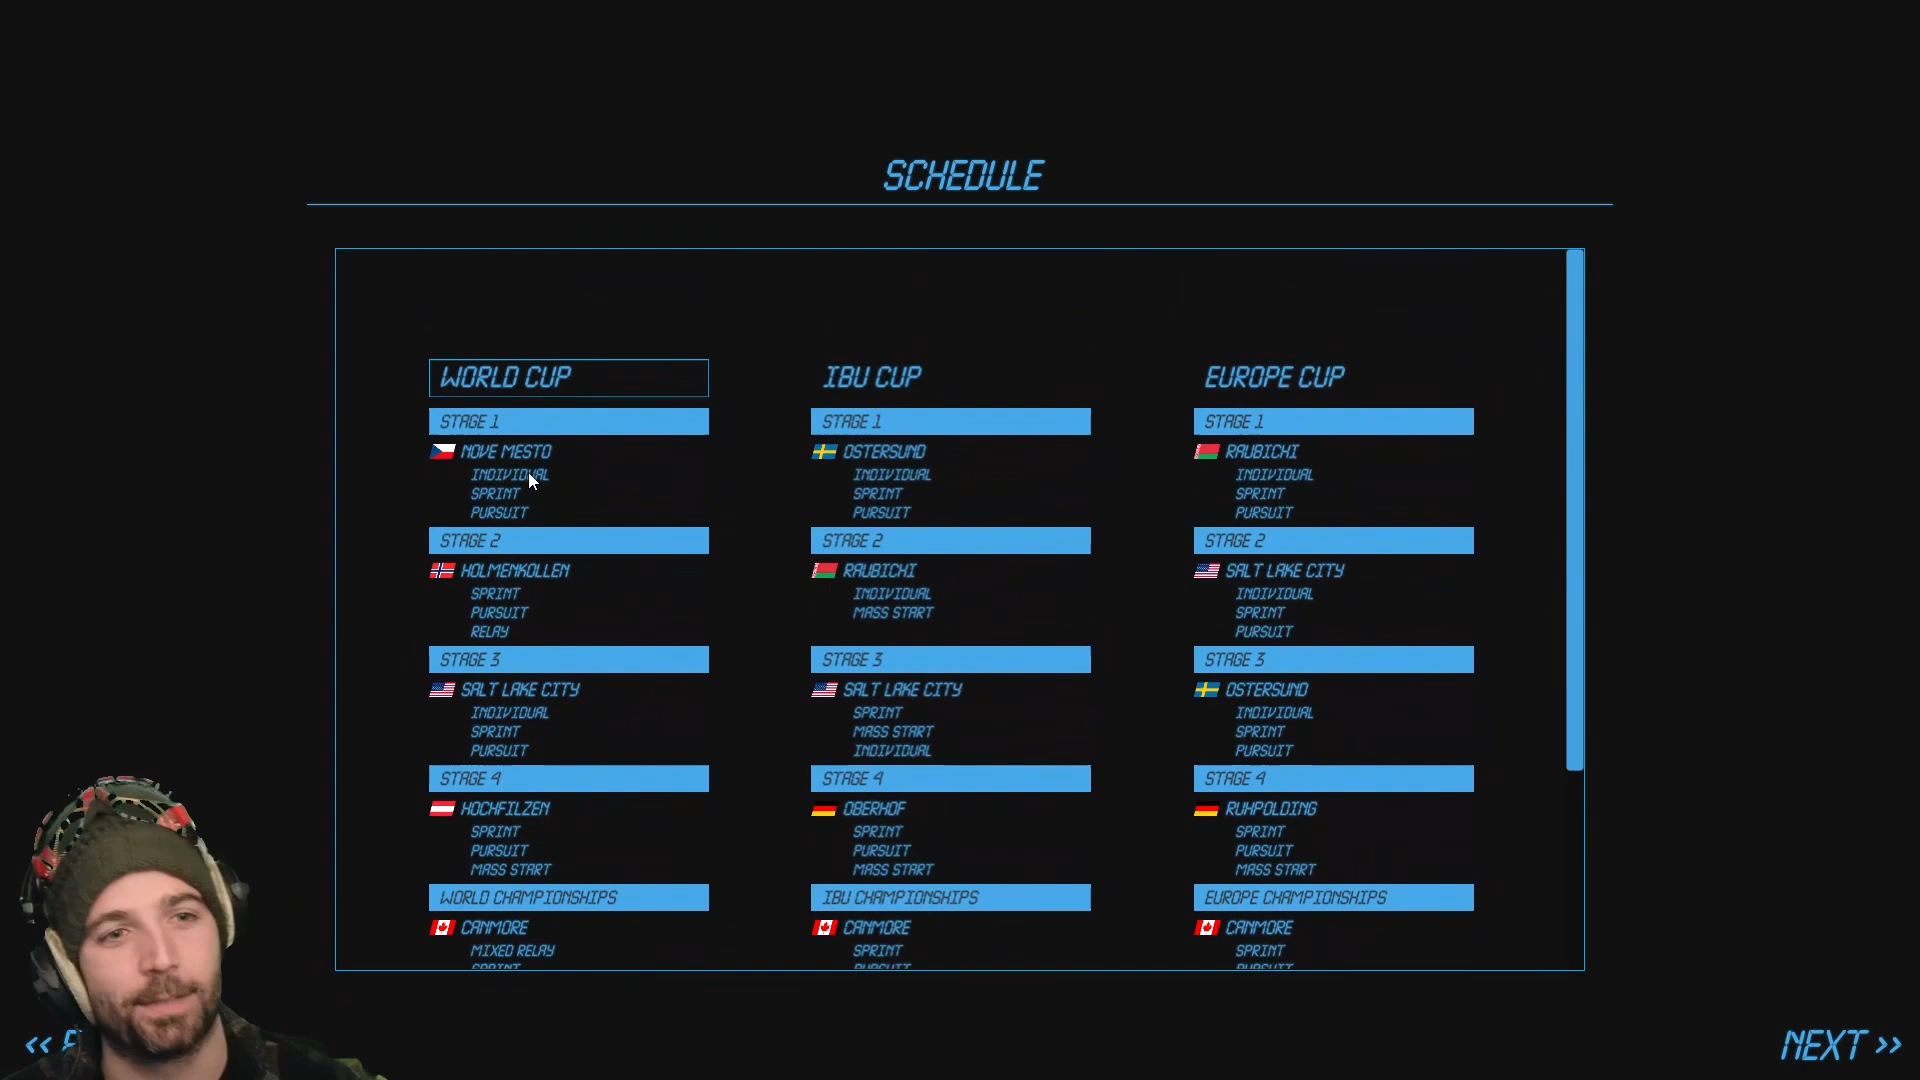 SCHEDULE
WORLD CUP
STAGE 1
NOVE MESTO
INDIVIDUAL
SPRINT
PURSUIT
STAGE 2
HOLMENKOLLEN
SPRINT
PURSUIT
RELAY
STAGE 3
SALT LAKE CITY
INDIVIDUAL
SPRINT
PURSUIT
STAGE 4
HOCHFILZEN
SPRINT
PURSUIT
MASS START
WORLD CHAMPIONSHIPS
CANMORE
MIXED RELAY
SPRINT
IBU CUP
STAGE 1
OSTERSUND
INDIVIDUAL
SPRINT
PURSUIT
STAGE 2
RAUBICHI
INDIVIDUAL
MASS START
STAGE 3
SALT LAKE CITY
SPRINT
MASS START
INDIVIDUAL
STAGE 4
OBERHOF
SPRINT
PURSUIT
MASS START
IBU CHAMPIONSHIPS
CANMORE
SPRINT
PURSUIT
EUROPE CUP
STAGE 1
RAUBICHI
INDIVIDUAL
SPRINT
PURSUIT
STAGE 2
SALT LAKE CITY
INDIVIDUAL
SPRINT
PURSUIT
STAGE 3
OSTERSUND
INDIVIDUAL
SPRINT
PURSUIT
STAGE 4
RUHPOLDING
SPRINT
PURSUIT
MASS START
EUROPE CHAMPIONSHIPS
CANMORE
SPRINT
PURSUIT
<<
NEXT >>